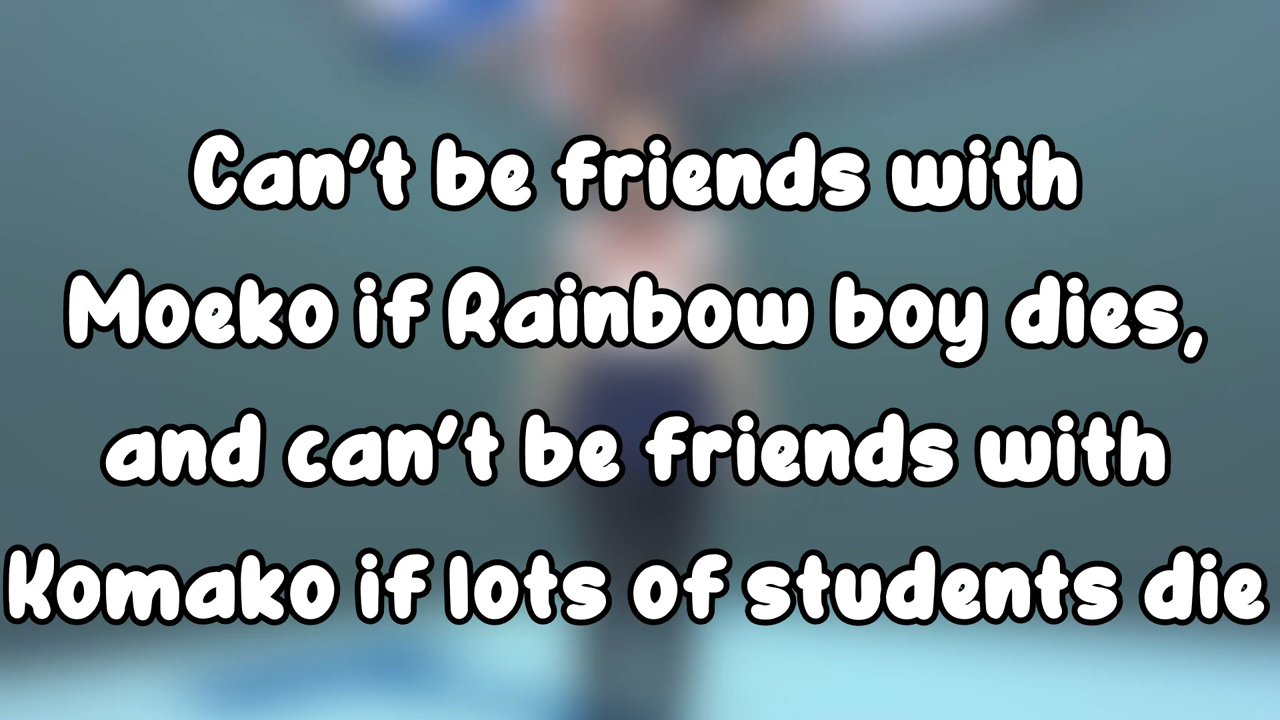 Can't be friends with
Moeko if Rainbow boy dies,
and can't be friends with
Komako if lots of students die